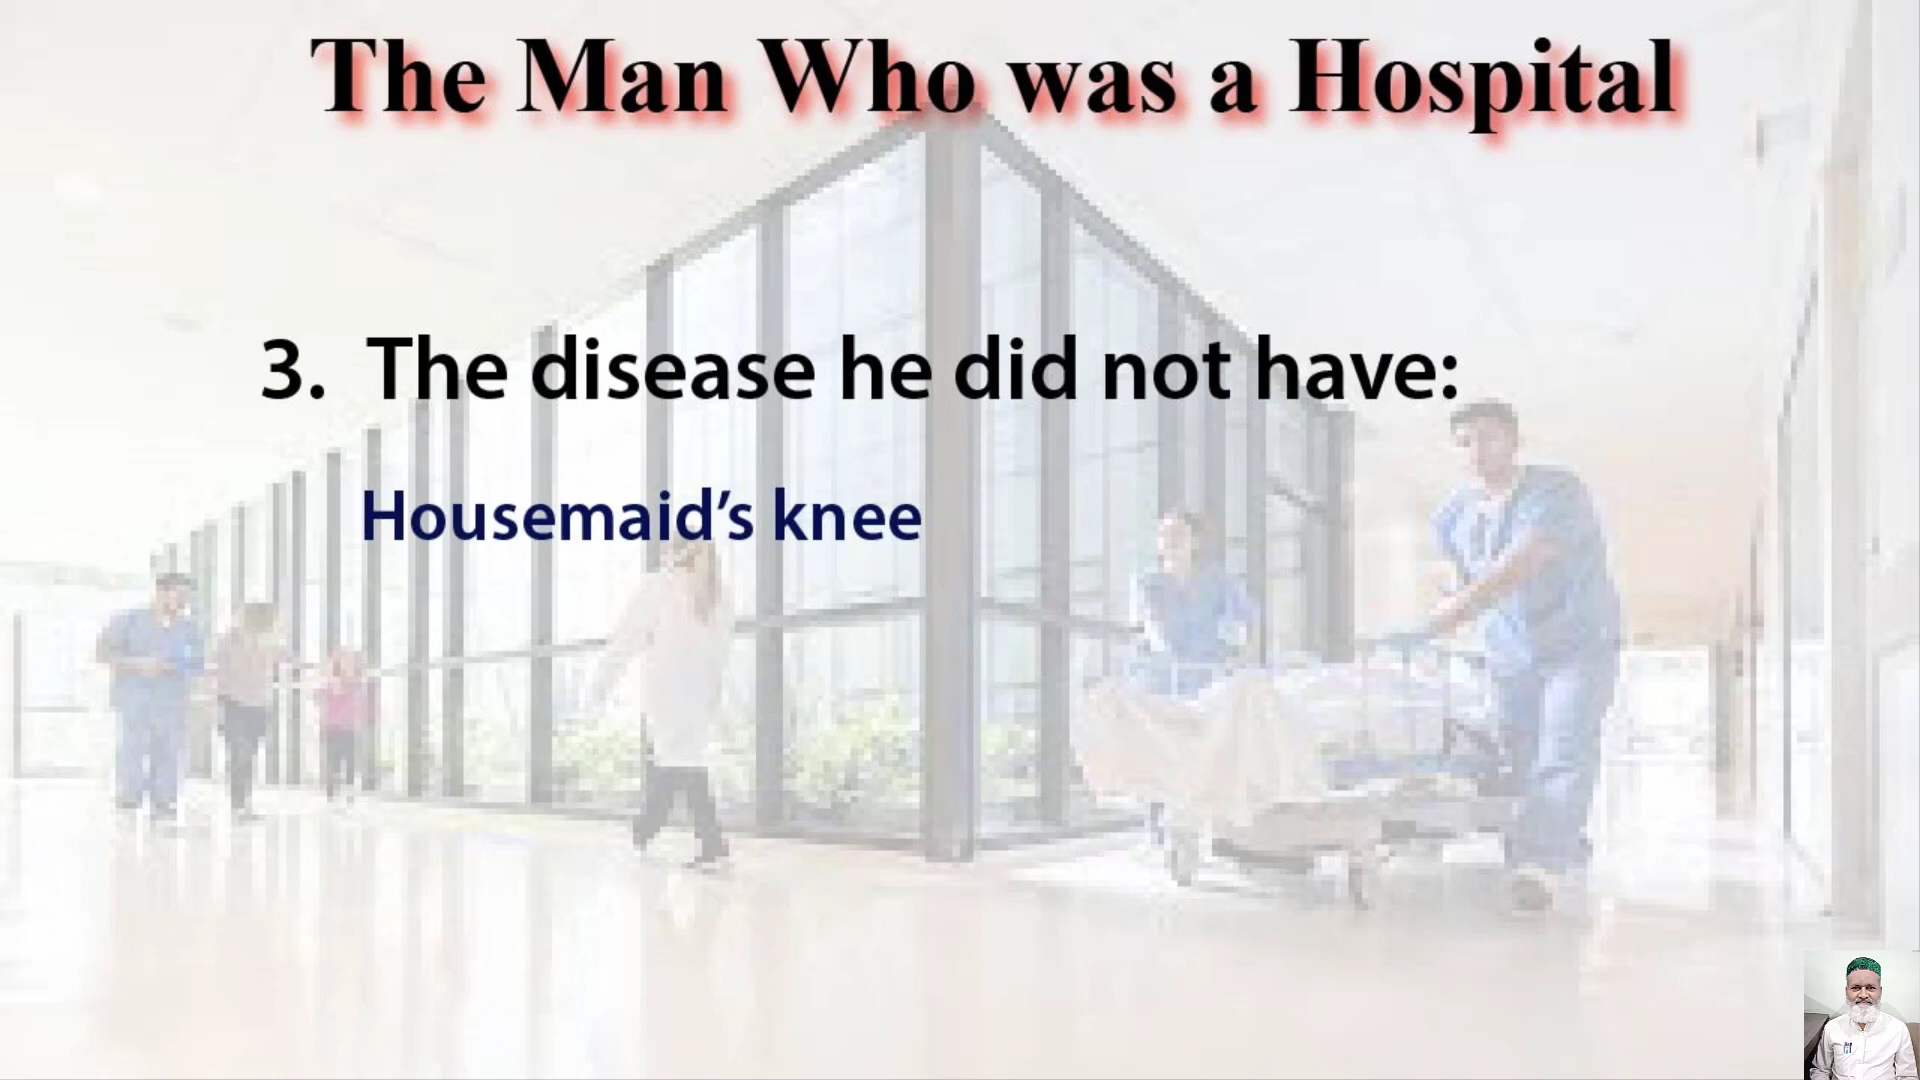 The Man Who was a Hospital
3. The disease he did not have:
Housemaid’s knee